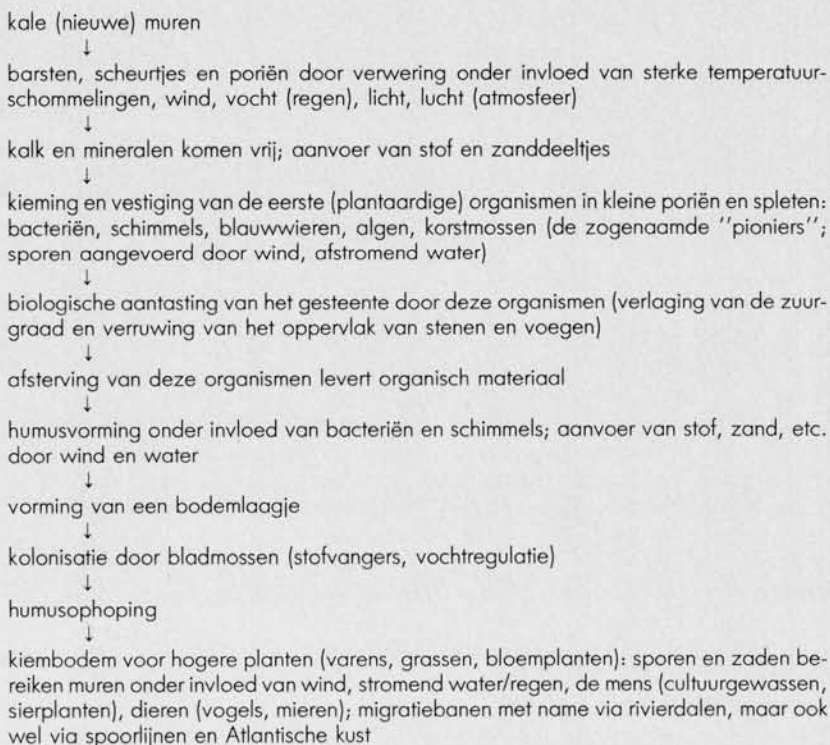 kale (nieuwe) muren
↓
barsten, scheurtjes en poriën door verwering onder invloed van sterke temperatuur-
schommelingen, wind, vocht (regen), licht, lucht (atmosfeer)
↓
kalk en mineralen komen vrij; aanvoer van stof en zanddeeltjes
↓
kieming en vestiging van de eerste (plantaardige) organismen in kleine poriën en spleten:
bacteriën, schimmels, blauwwieren, algen, korstmossen (de zogenaamde ''pioniers'';
sporen aangevoerd door wind, afstromend water)
↓
biologische aantasting van het gesteente door deze organismen (verlaging van de zuur-
graad en verruwing van het oppervlak van stenen en voegen)
↓
afsterving van deze organismen levert organisch materiaal
↓
humusvorming onder invloed van bacteriën en schimmels; aanvoer van stof, zand, etc.
door wind en water
↓
vorming van een bodemlaagje
↓
kolonisatie door bladmossen (stofvangers, vochtregulatie)
↓
humusophoping
↓
kiembodem voor hogere planten (varens, grassen, bloemplanten): sporen en zaden be-
reiken muren onder invloed van wind, stromend water/regen, de mens (cultuurgewassen,
sierplanten), dieren (vogels, mieren); migratiebanen met name via rivierdalen, maar ook
wel via spoorlijnen en Atlantische kust